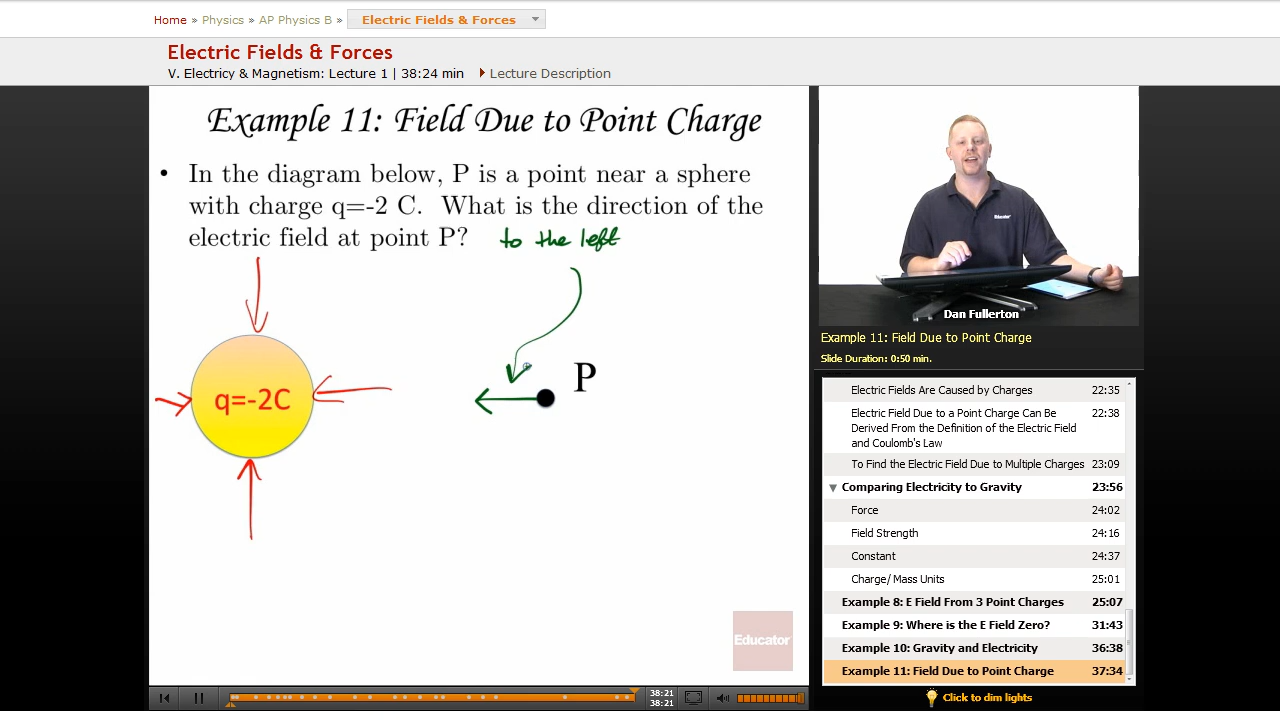 Home » Physics » AP Physics B » Electric Fields & Forces
Electric Fields & Forces
V. Electricy & Magnetism: Lecture 1 | 38:24 min Lecture Description
Example 11: Field Due to Point Charge
• In the diagram below, P is a point near a sphere
with charge q=-2 C. What is the direction of the
electric field at point P? to the left
q=-2C
P
Educator
Educator
Dan Fullerton
Example 11: Field Due to Point Charge
Slide Duration: 0:50 min.
Electric Fields Are Caused by Charges 22:35
Electric Field Due to a Point Charge Can Be 22:38
Derived From the Definition of the Electric Field
and Coulomb's Law
To Find the Electric Field Due to Multiple Charges 23:09
Comparing Electricity to Gravity 23:56
Force 24:02
Field Strength 24:16
Constant 24:37
Charge/ Mass Units 25:01
Example 8: E Field From 3 Point Charges 25:07
Example 9: Where is the E Field Zero? 31:43
Example 10: Gravity and Electricity 36:38
Example 11: Field Due to Point Charge 37:34
38:21
38:21
Click to dim lights